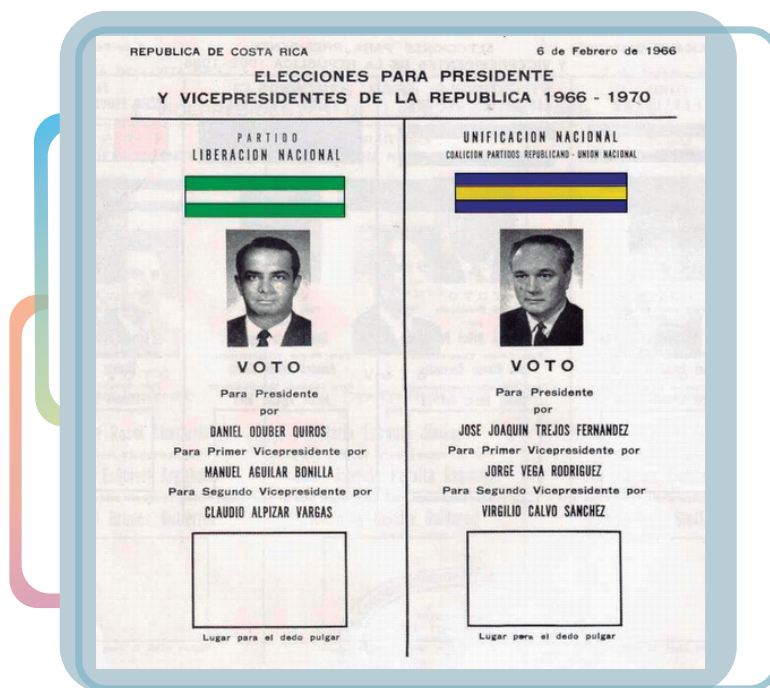 REPUBLICA DE COSTA RICA
6 de Febrero de 1966
ELECCIONES PARA PRESIDENTE
Y VICEPRESIDENTES DE LA REPUBLICA 1966 - 1970
PARTIDO
LIBERACION NACIONAL
VOTO
Para Presidente
por
DANIEL ODUBER QUIROS
Para Primer Vicepresidente por
MANUEL AGUILAR BONILLA
Para Segundo Vicepresidente por
CLAUDIO ALPIZAR VARGAS
Lugar para el dedo pulgar
UNIFICACION NACIONAL
COALICION PARTIDOS REPUBLICANO - UNION NACIONAL
VOTO
Para Presidente
por
JOSE JOAQUIN TREJOS FERNANDEZ
Para Primer Vicepresidente por
JORGE VEGA RODRIGUEZ
Para Segundo Vicepresidente por
VIRGILIO CALVO SANCHEZ
Lugar para el dedo pulgar